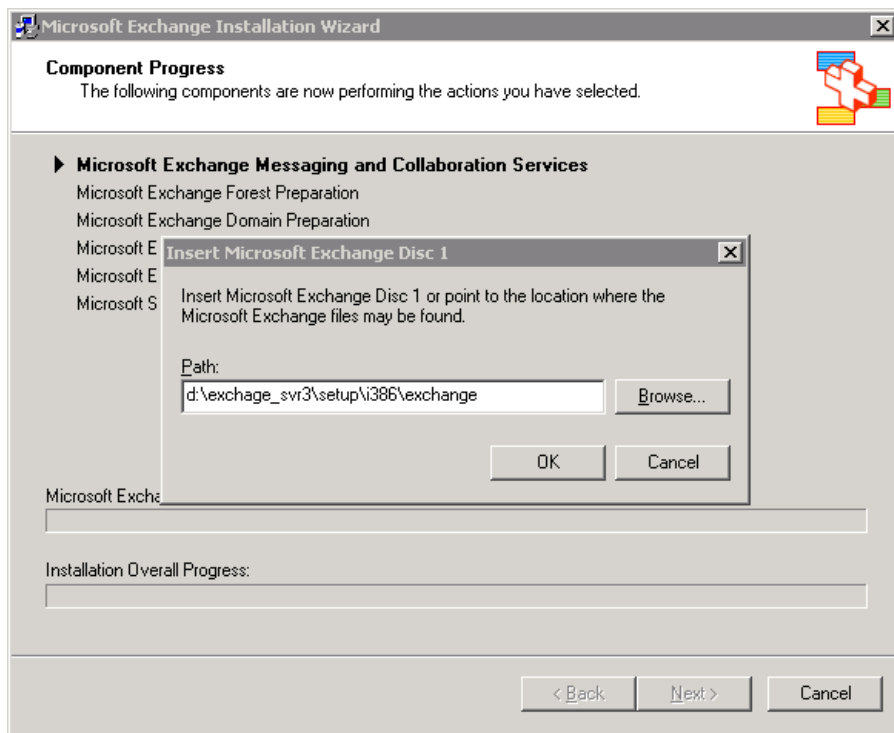 Microsoft Exchange Installation Wizard
Component Progress
The following components are now performing the actions you have selected.
Microsoft Exchange Messaging and Collaboration Services
Microsoft Exchange Forest Preparation
Microsoft Exchange Domain Preparation
Microsoft E
Microsoft E
Microsoft S
Insert Microsoft Exchange Disc 1
Insert Microsoft Exchange Disc 1 or point to the location where the
Microsoft Exchange files may be found.
Path:
d:\exchage_svr3\setup\i386\exchange
Browse...
OK
Cancel
Microsoft Excha
Installation Overall Progress:
< Back
Next >
Cancel